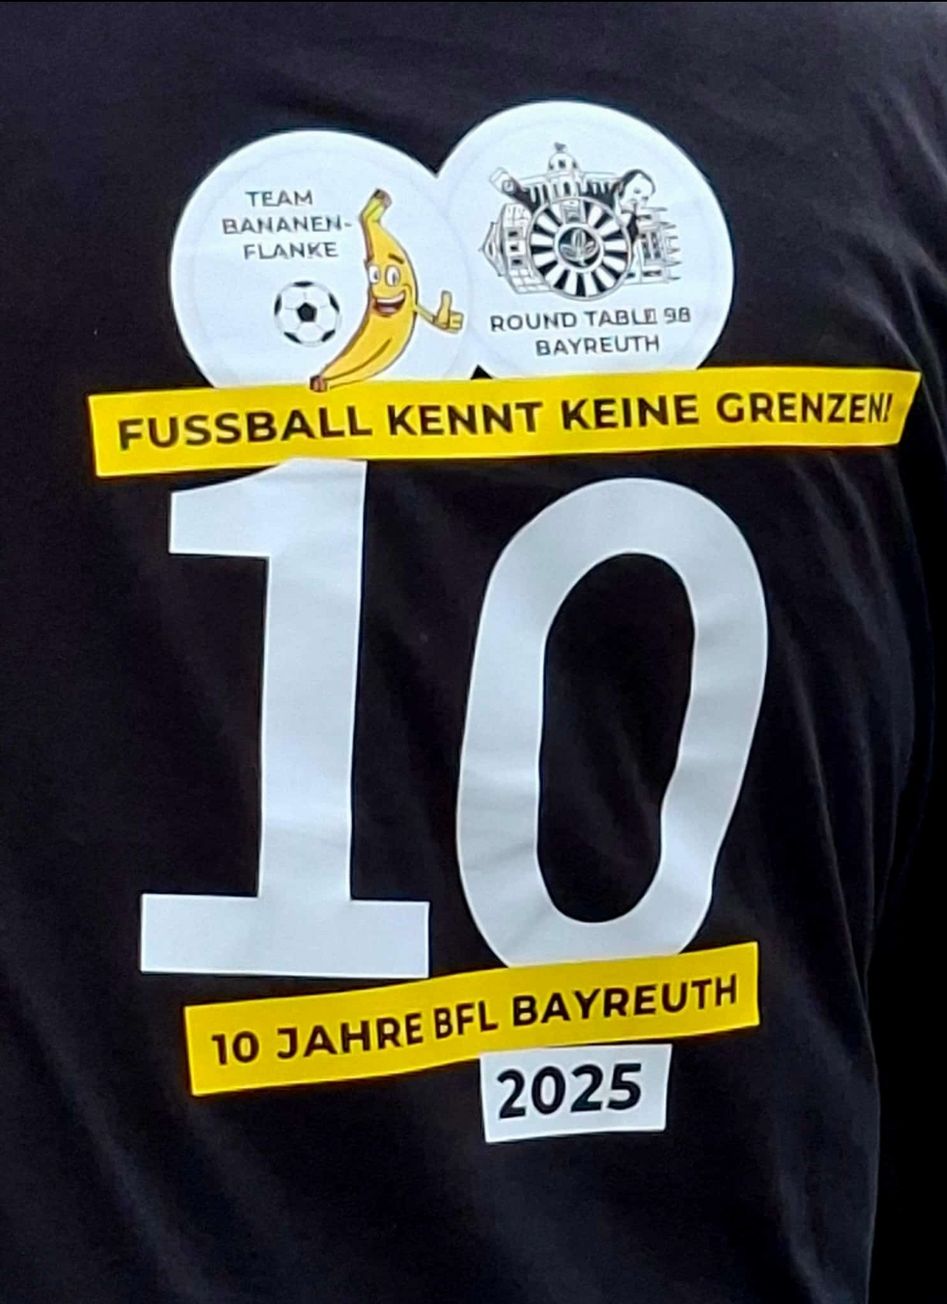 TEAM
BANANEN-
FLANKE
ROUND TABLE 98
BAYREUTH
FUSSBALL KENNT KEINE GRENZEN!
10
10 JAHRE BFL BAYREUTH
2025